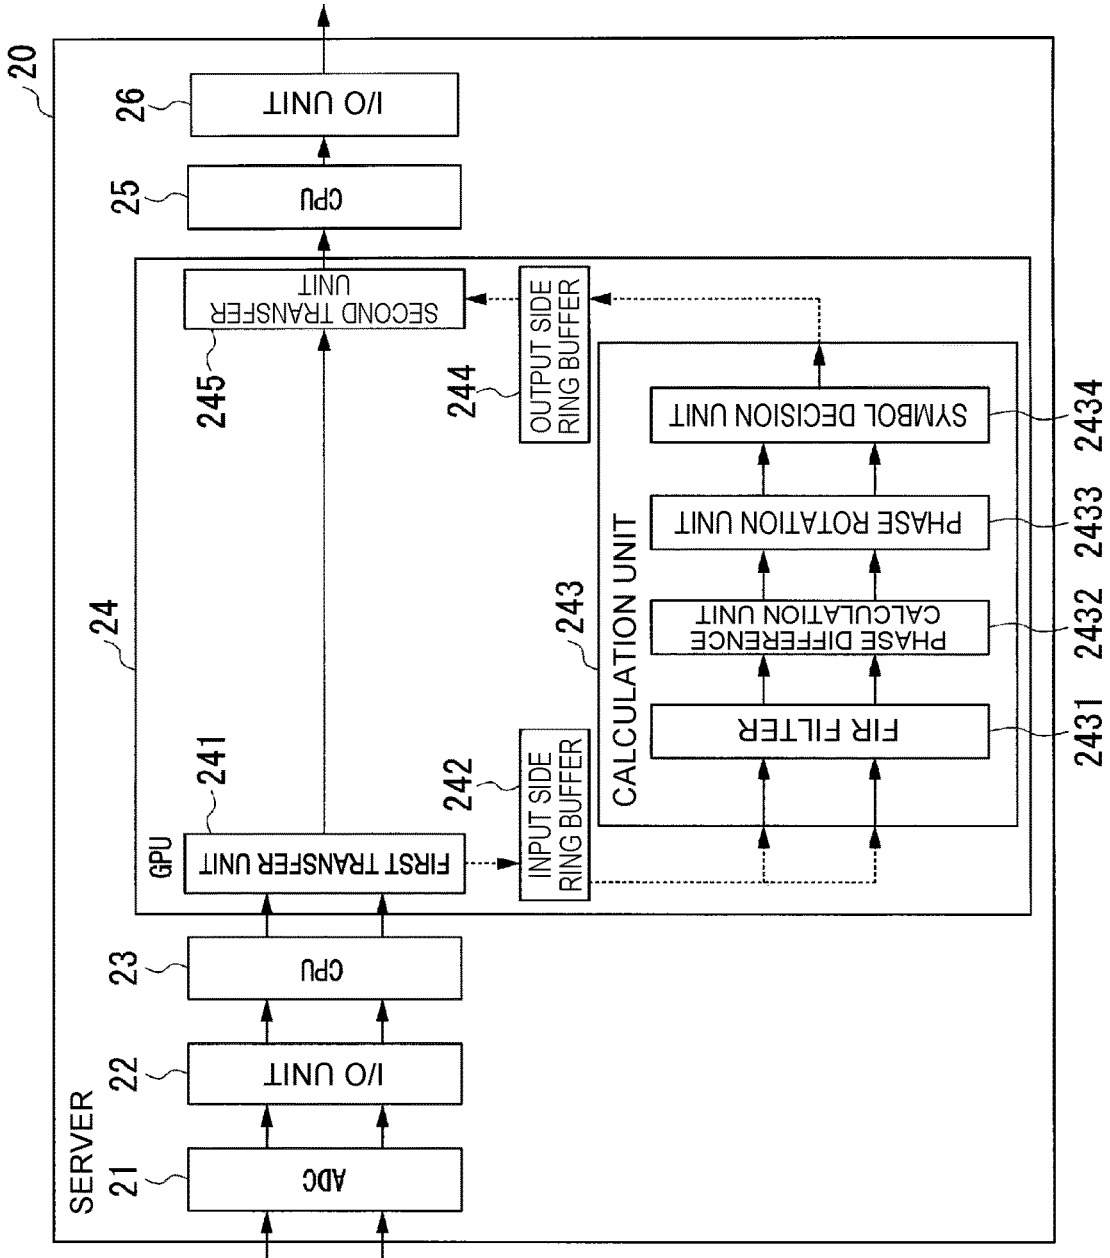 SERVER
20
21
ADC
22
I/O UNIT
23
CPU
24
GPU
241
FIRST TRANSFER UNIT
245
SECOND TRANSFER
UNIT
25
CPU
26
I/O UNIT
242
INPUT SIDE
RING BUFFER
244
OUTPUT SIDE
RING BUFFER
243
CALCULATION UNIT
FIR FILTER
2431
PHASE DIFFERENCE
CALCULATION UNIT
2432
PHASE ROTATION UNIT
2433
SYMBOL DECISION UNIT
2434